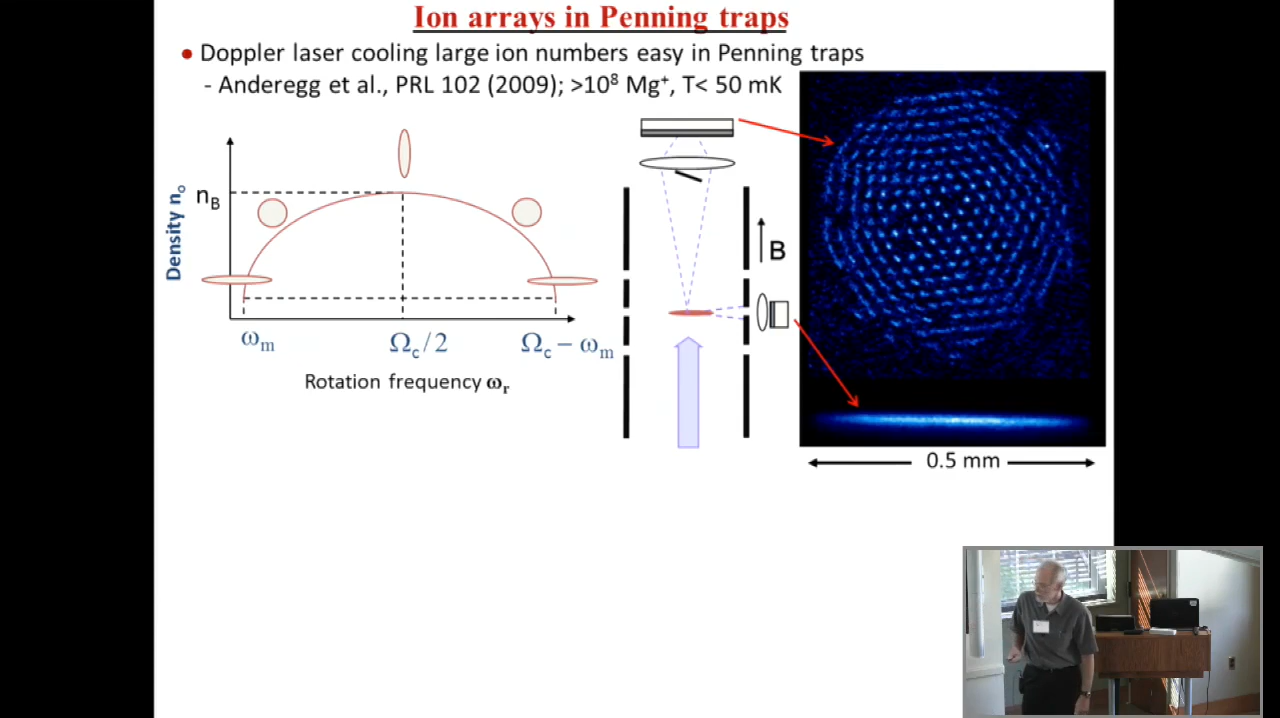 Ion arrays in Penning traps
● Doppler laser cooling large ion numbers easy in Penning traps
- Anderegg et al., PRL 102 (2009); >10⁸ Mg⁺, T< 50 mK
Density nₒ
n_B
ω_m
Ω_c/2
Ω_c − ω_m
Rotation frequency ω_r
B
0.5 mm